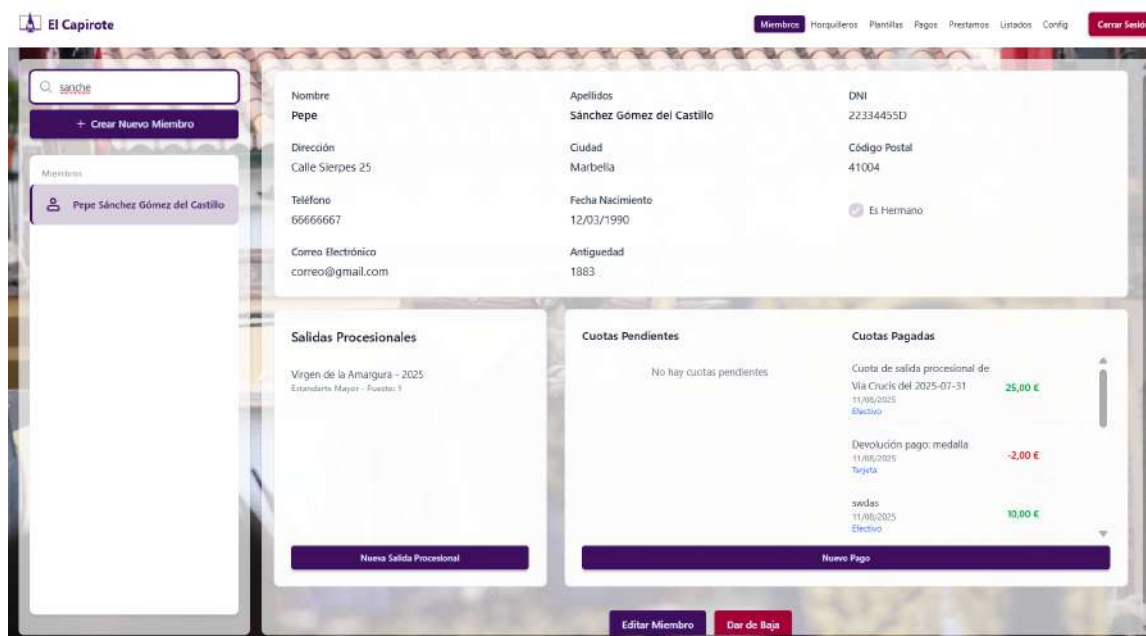 El Capirote
Miembros Horquilleros Plantillas Pagos Prestamos Listados Config Cerrar Sesión
sanche
+ Crear Nuevo Miembro
Miembros
Pepe Sánchez Gómez del Castillo
Nombre
Pepe
Apellidos
Sánchez Gómez del Castillo
DNI
22334455D
Dirección
Calle Sierpes 25
Ciudad
Marbella
Código Postal
41004
Teléfono
66666667
Fecha Nacimiento
12/03/1990
Es Hermano
Correo Electrónico
correo@gmail.com
Antiguedad
1883
Salidas Procesionales
Virgen de la Amargura - 2025
Estandarte Mayor - Puesto: 1
Nueva Salida Procesional
Cuotas Pendientes
No hay cuotas pendientes
Cuotas Pagadas
Cuota de salida procesional de
Via Crucis del 2025-07-31
25,00 €
11/08/2025
Efectivo
Devolución pago: medalla
-2,00 €
11/08/2025
Tarjeta
swdas
10,00 €
11/08/2025
Efectivo
Nuevo Pago
Editar Miembro
Dar de Baja